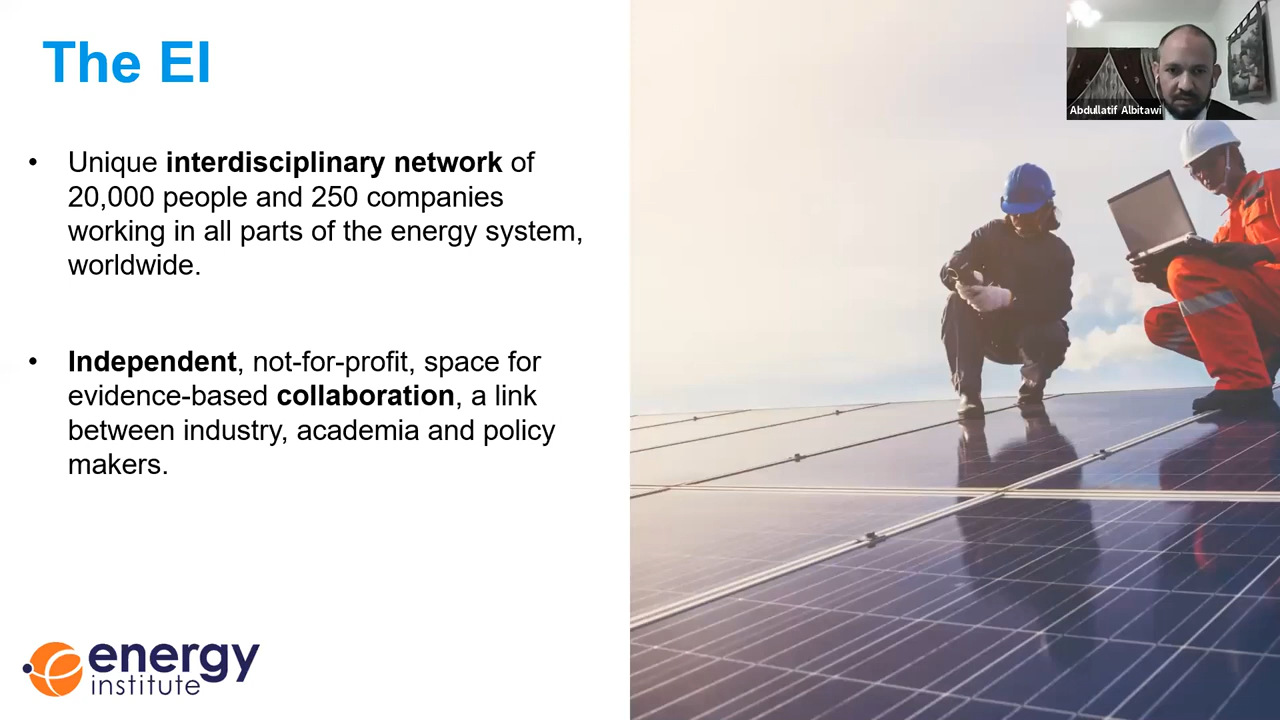 The EI
Abdullatif Albitawi
• Unique interdisciplinary network of
20,000 people and 250 companies
working in all parts of the energy system,
worldwide.
• Independent, not-for-profit, space for
evidence-based collaboration, a link
between industry, academia and policy
makers.
energy
institute